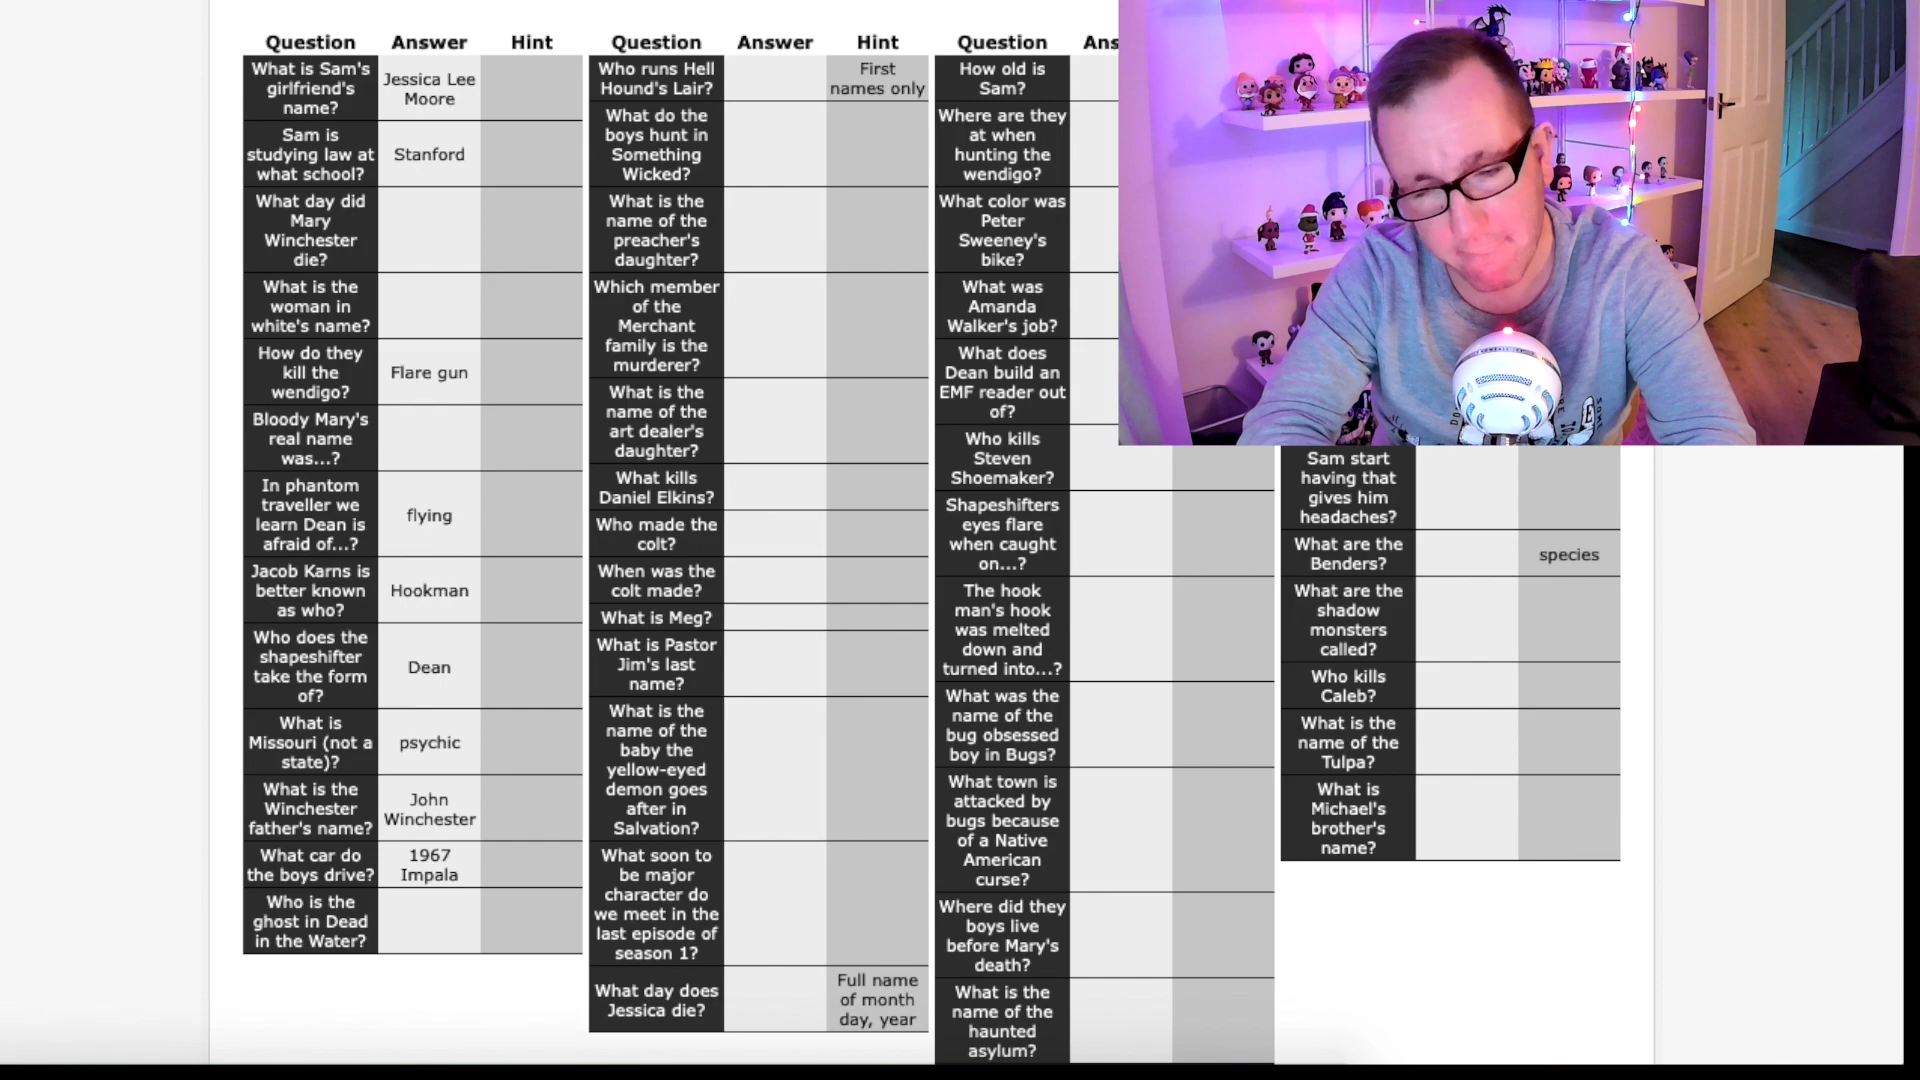 Question Answer Hint
What is Sam's
girlfriend's
name?
Jessica Lee
Moore
Sam is
studying law at
what school?
Stanford
What day did
Mary
Winchester
die?
What is the
woman in
white's name?
How do they
kill the
wendigo?
Flare gun
Bloody Mary's
real name
was...?
In phantom
traveller we
learn Dean is
afraid of...?
flying
Jacob Karns is
better known
as who?
Hookman
Who does the
shapeshifter
take the form
of?
Dean
What is
Missouri (not a
state)?
psychic
What is the
Winchester
father's name?
John
Winchester
What car do
the boys drive?
1967
Impala
Who is the
ghost in Dead
in the Water?
Question Answer Hint
Who runs Hell
Hound's Lair?
First
names only
What do the
boys hunt in
Something
Wicked?
What is the
name of the
preacher's
daughter?
Which member
of the
Merchant
family is the
murderer?
What is the
name of the
art dealer's
daughter?
What kills
Daniel Elkins?
Who made the
colt?
When was the
colt made?
What is Meg?
What is Pastor
Jim's last
name?
What is the
name of the
baby the
yellow-eyed
demon goes
after in
Salvation?
What soon to
be major
character do
we meet in the
last episode of
season 1?
What day does
Jessica die?
Full name
of month
day, year
Question Ans
How old is
Sam?
Where are they
at when
hunting the
wendigo?
What color was
Peter
Sweeney's
bike?
What was
Amanda
Walker's job?
What does
Dean build an
EMF reader out
of?
Who kills
Steven
Shoemaker?
Shapeshifters
eyes flare
when caught
on...?
The hook
man's hook
was melted
down and
turned into...?
What was the
name of the
bug obsessed
boy in Bugs?
What town is
attacked by
bugs because
of a Native
American
curse?
Where did they
boys live
before Mary's
death?
What is the
name of the
haunted
asylum?
Sam start
having that
gives him
headaches?
What are the
Benders?
species
What are the
shadow
monsters
called?
Who kills
Caleb?
What is the
name of the
Tulpa?
What is
Michael's
brother's
name?